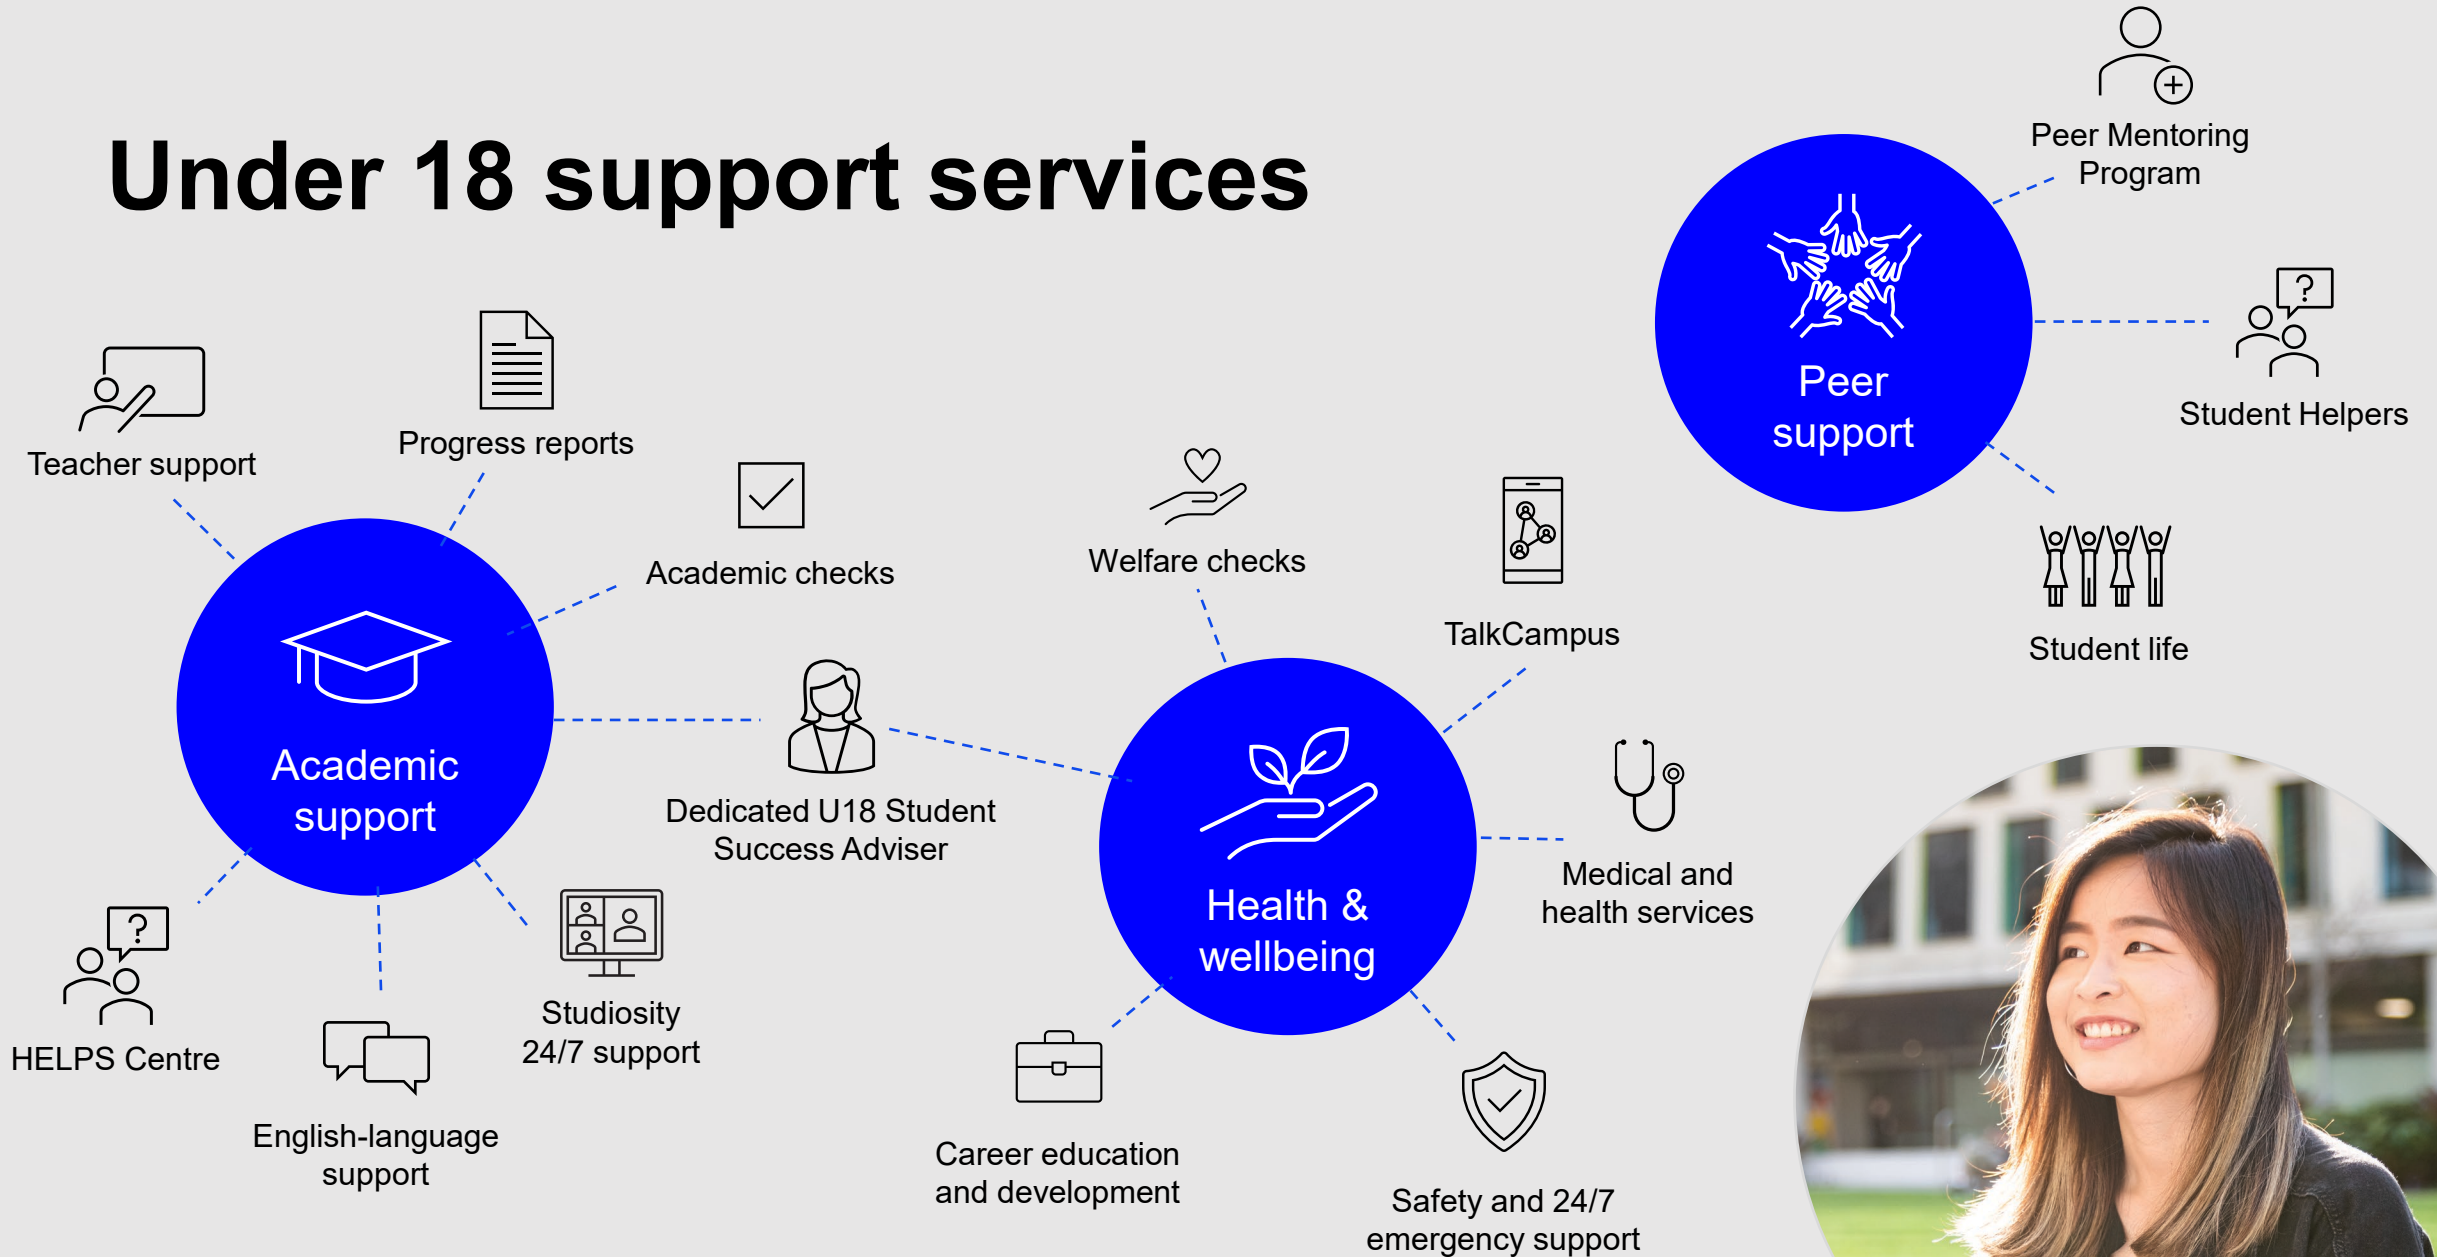 Under 18 support services
Teacher support
Progress reports
Academic checks
Academic
support
Dedicated U18 Student
Success Adviser
HELPS Centre
English-language
support
Studiosity
24/7 support
Welfare checks
TalkCampus
Health &
wellbeing
Medical and
health services
Career education
and development
Safety and 24/7
emergency support
Peer
support
Peer Mentoring
Program
?
Student Helpers
Student life
?